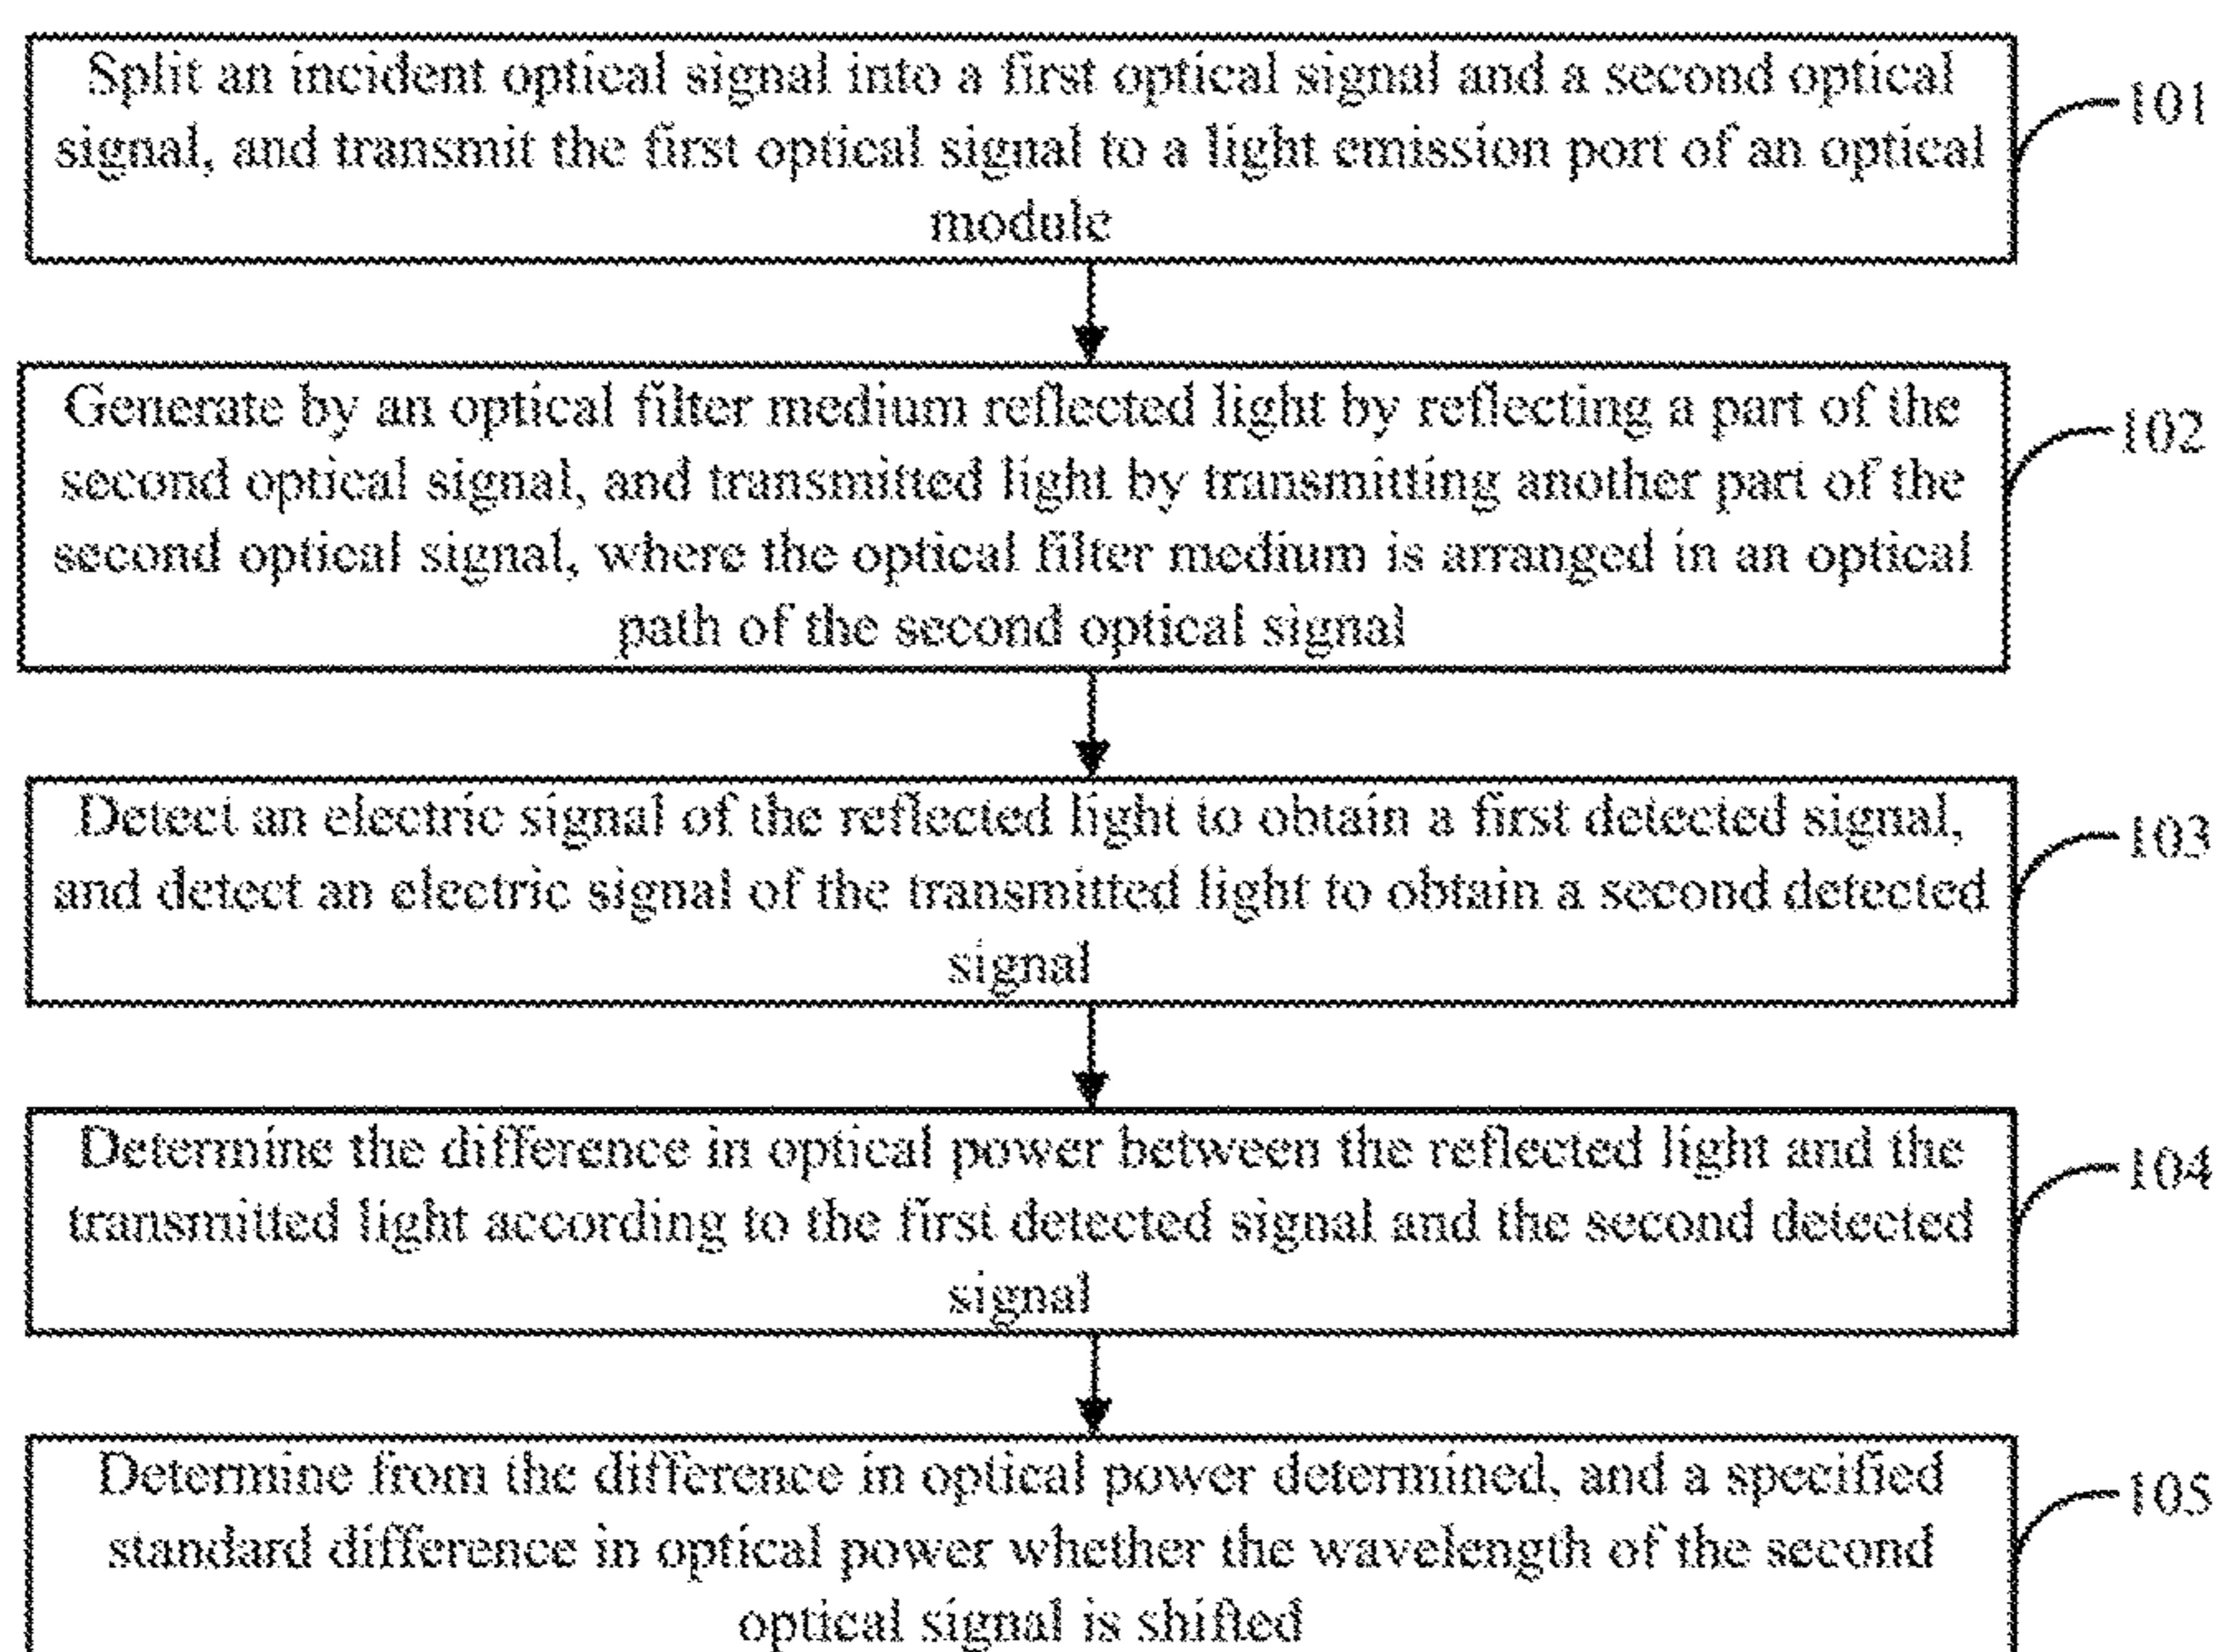 Split an incident optical signal into a first optical signal and a second optical
signal, and transmit the first optical signal to a light emission port of an optical
module
101
Generate by an optical filter medium reflected light by reflecting a part of the
second optical signal, and transmitted light by transmitting another part of the
second optical signal, where the optical filter medium is arranged in an optical
path of the second optical signal
102
Detect an electric signal of the reflected light to obtain a first detected signal,
and detect an electric signal of the transmitted light to obtain a second detected
signal
103
Determine the difference in optical power between the reflected light and the
transmitted light according to the first detected signal and the second detected
signal
104
Determine from the difference in optical power determined, and a specified
standard difference in optical power whether the wavelength of the second
optical signal is shifted
105